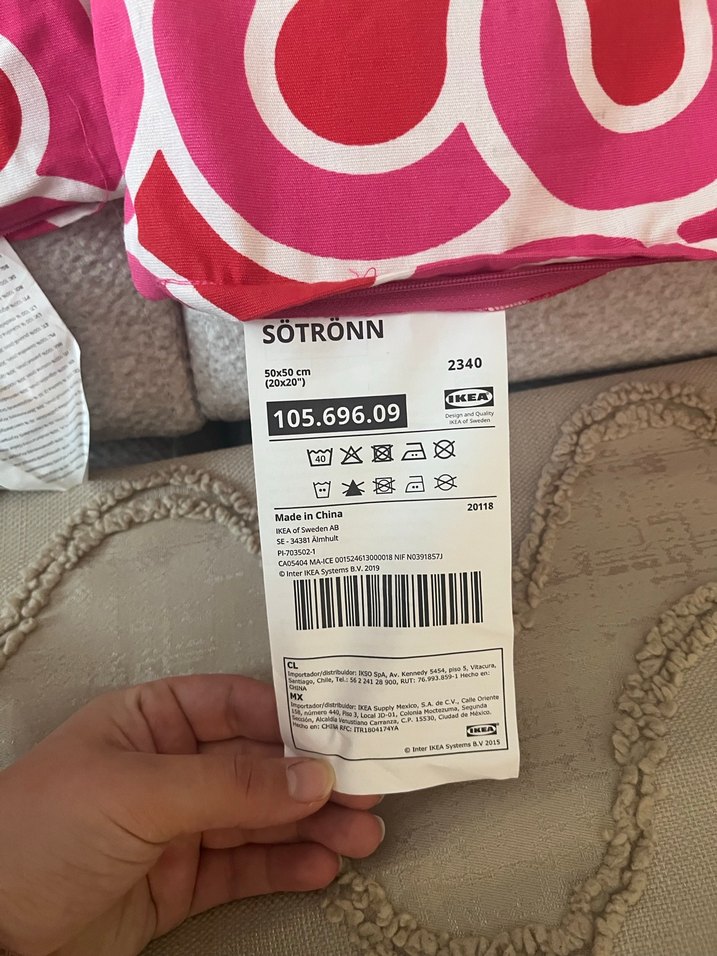 SÖTRÖNN
50x50 cm
(20x20")
2340
105.696.09
IKEA
Design and Quality
IKEA of Sweden
40
Made in China
20118
IKEA of Sweden AB
SE - 34381 Älmhult
PI-703502-1
CA05404 MA-ICE 001524613000018 NIF N0391857J
© Inter IKEA Systems B.V. 2019
CL
Importador/distribuidor: IKSO SpA, Av. Kennedy 5454, piso 5, Vitacura,
Santiago, Chile, Tel.: 56 2 241 28 900, RUT: 76.993.859-1 Hecho en:
CHINA
MX
Importador/distribuidor: IKEA Supply Mexico, S.A. de C.V., Calle Oriente
158, número 440, Piso 3, Local JD-01, Colonia Moctezuma, Segunda
Sección, Alcaldía Venustiano Carranza, C.P. 15530, Ciudad de México.
Hecho en: CHINA RFC: ITR1804174YA
IKEA
© Inter IKEA Systems B.V 2015